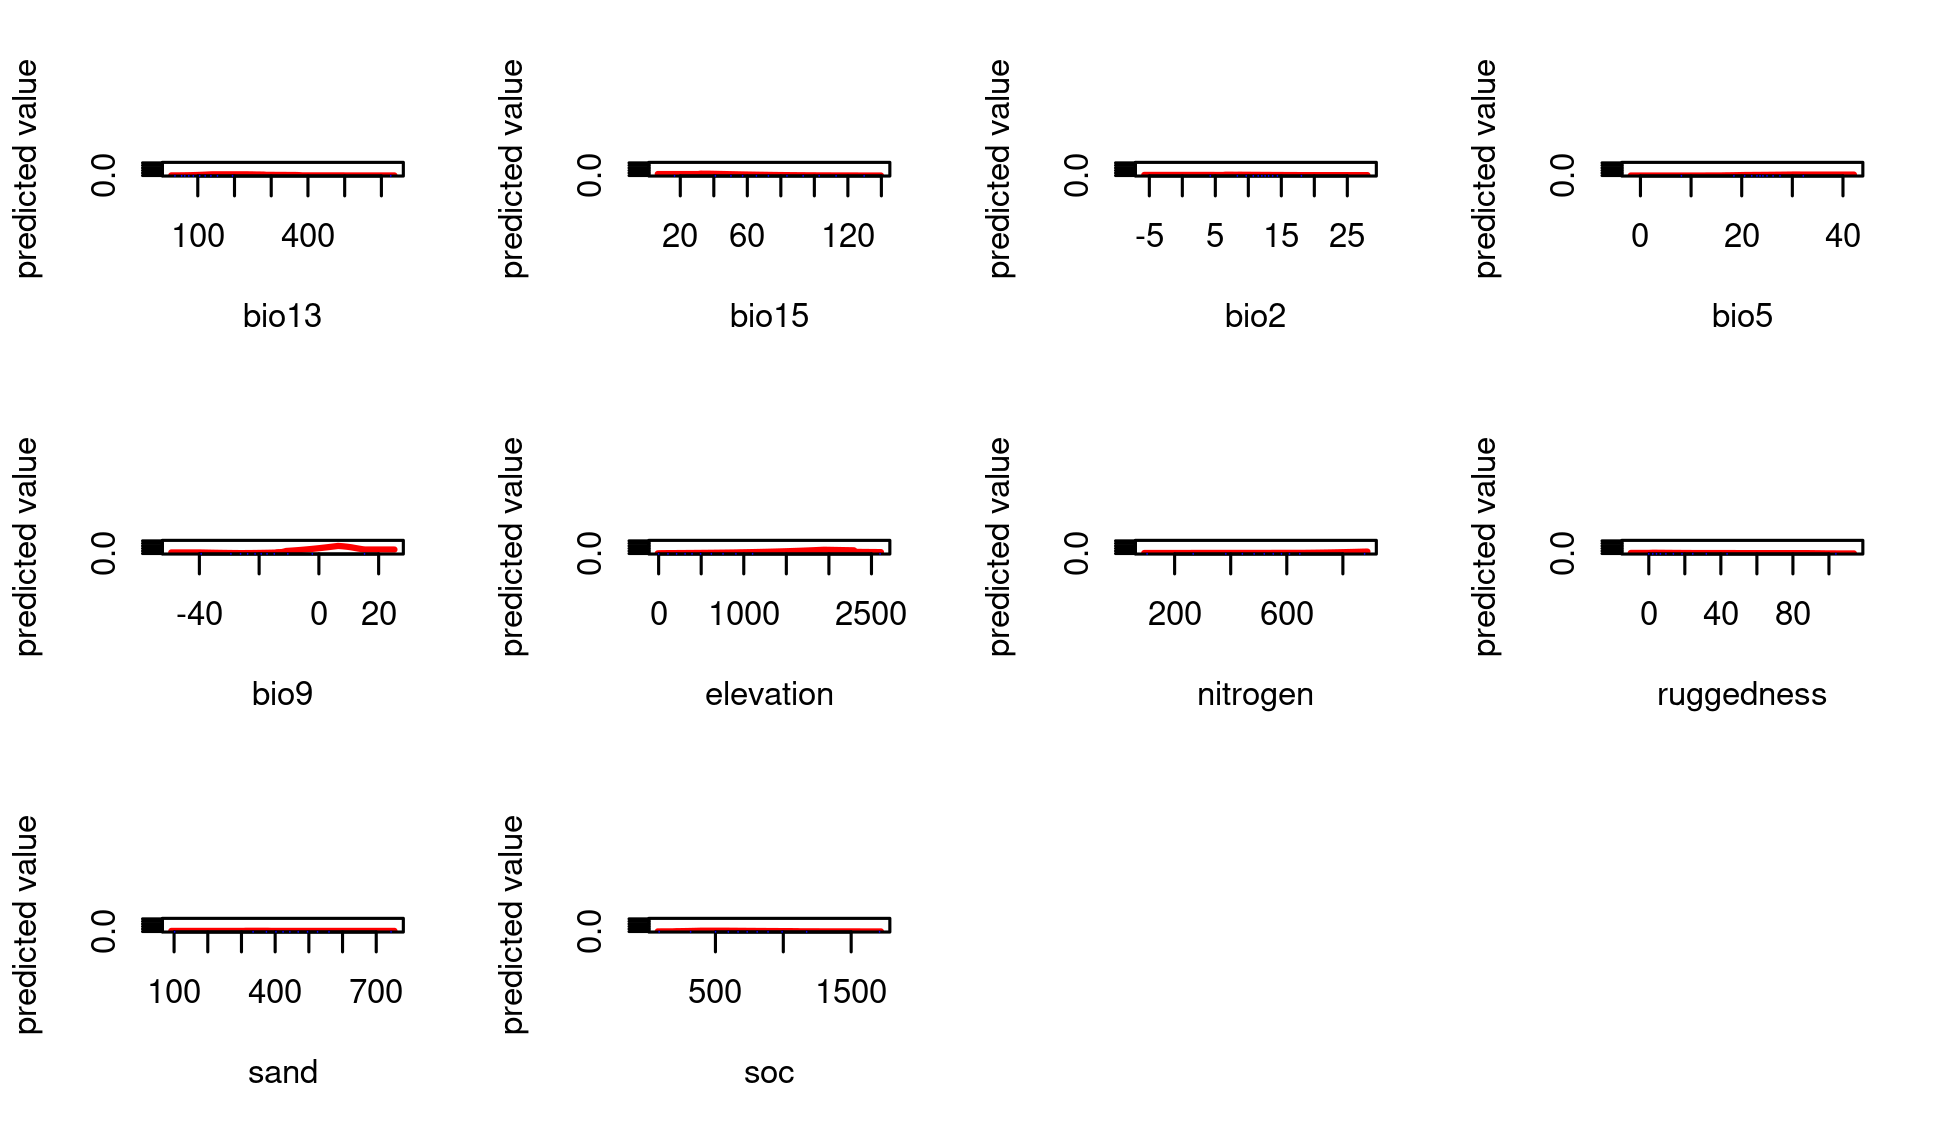 predicted value
0.0
100 400
bio13
predicted value
0.0
20 60 120
bio15
predicted value
0.0
-5 5 15 25
bio2
predicted value
0.0
0 20 40
bio5
predicted value
0.0
-40 0 20
bio9
predicted value
0.0
0 1000 2500
elevation
predicted value
0.0
200 600
nitrogen
predicted value
0.0
0 40 80
ruggedness
predicted value
0.0
100 400 700
sand
predicted value
0.0
500 1500
soc